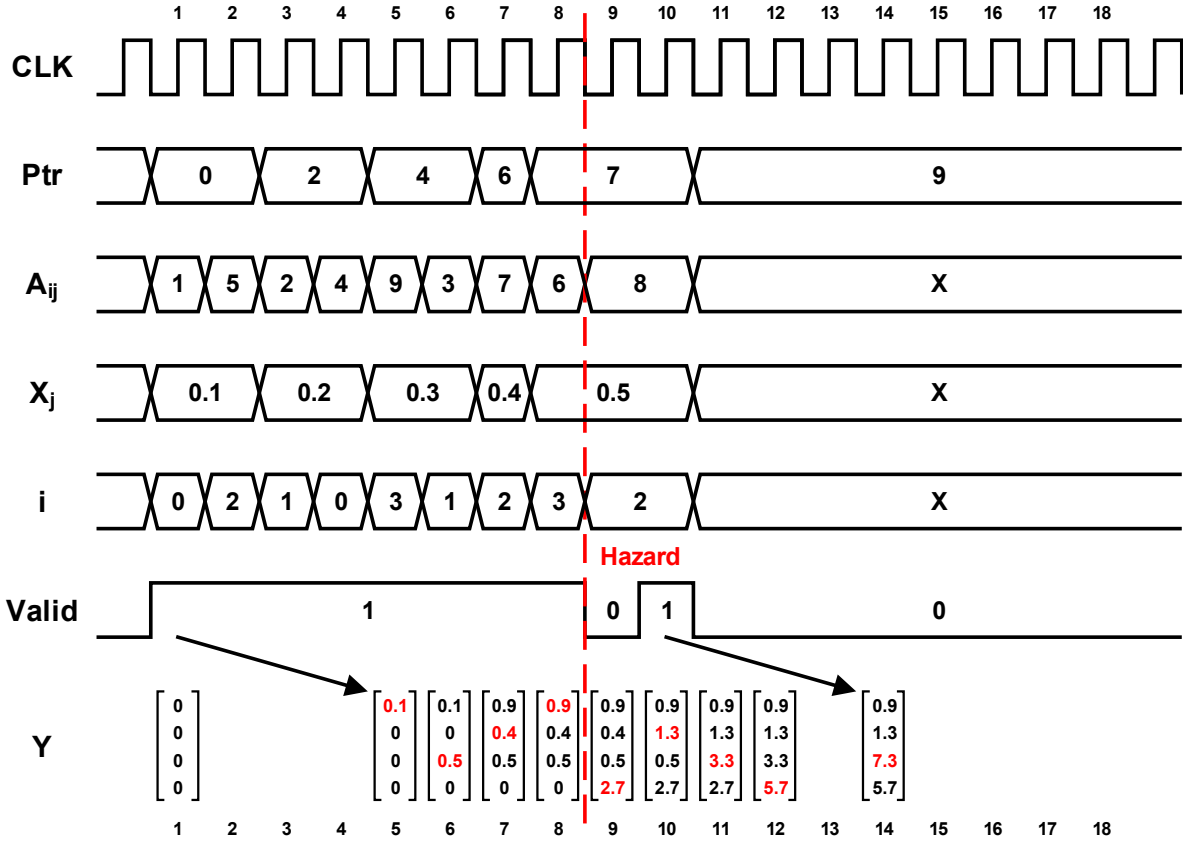 1 2 3 4 5 6 7 8 9 10 11 12 13 14 15 16 17 18
CLK
Ptr 0 2 4 6 7 9
Aij 1 5 2 4 9 3 7 6 8 X
Xj 0.1 0.2 0.3 0.4 0.5 X
i 0 2 1 0 3 1 2 3 2 X
Hazard
Valid 1 0 1 0
0 0.1 0.1 0.9 0.9 0.9 0.9 0.9 0.9 0.9
0 0 0 0.4 0.4 0.4 1.3 1.3 1.3 1.3
Y
0 0 0.5 0.5 0.5 0.5 0.5 3.3 3.3 7.3
0 0 0 0 0 2.7 2.7 2.7 5.7 5.7
1 2 3 4 5 6 7 8 9 10 11 12 13 14 15 16 17 18